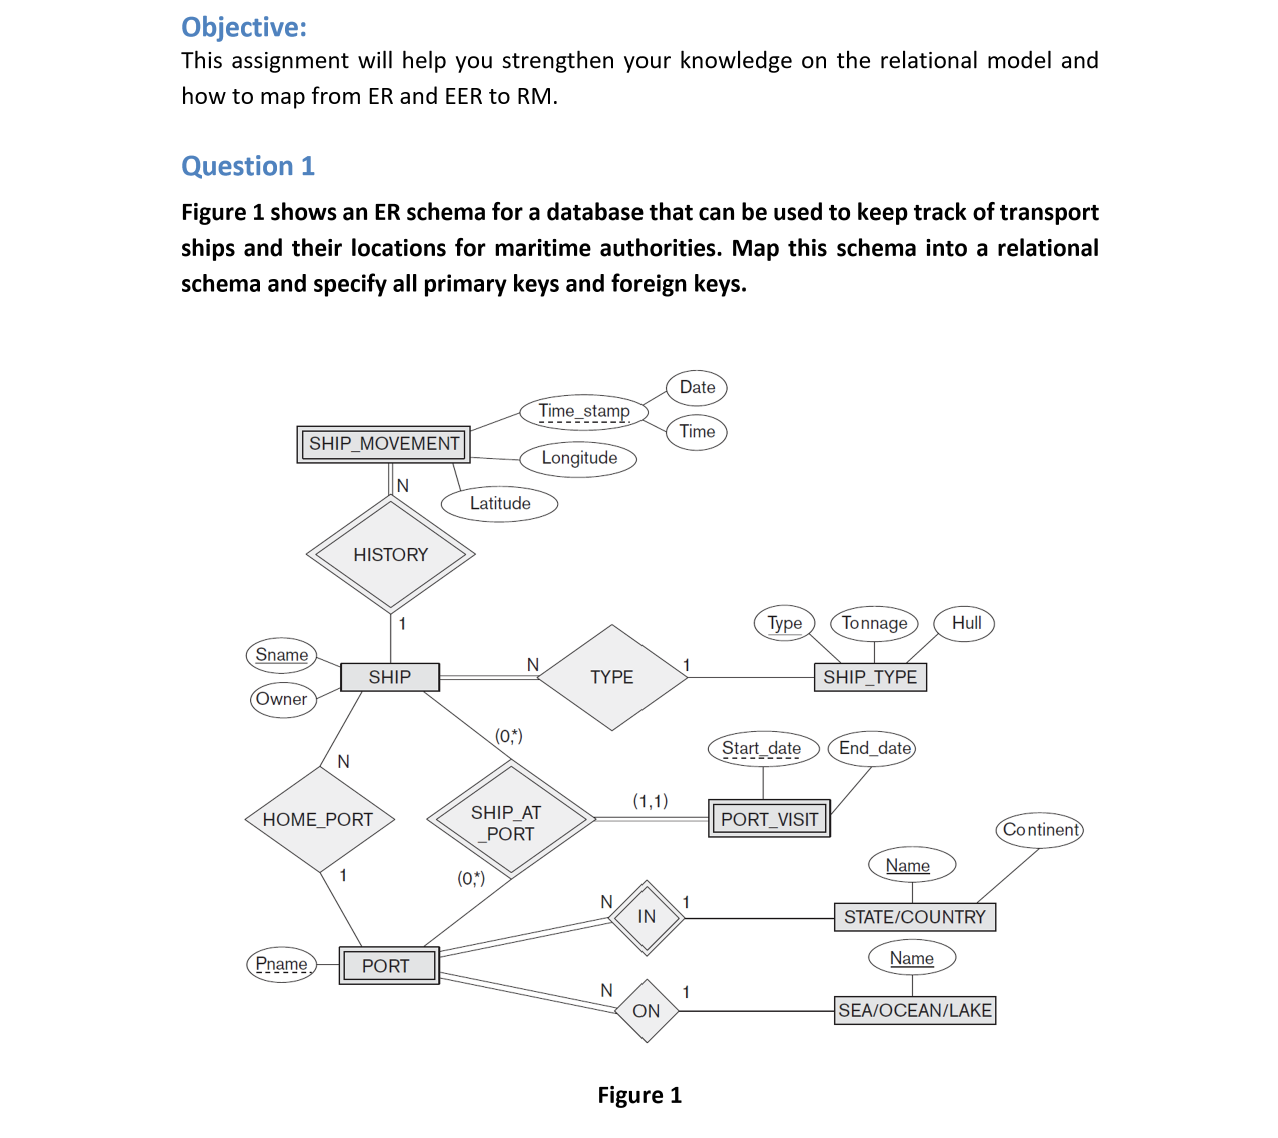 Objective:
This assignment will help you strengthen your knowledge on the relational model and
how to map from ER and EER to RM.
Question 1
Figure 1 shows an ER schema for a database that can be used to keep track of transport
ships and their locations for maritime authorities. Map this schema into a relational
schema and specify all primary keys and foreign keys.
Date
Time_stamp
Time
SHIP_MOVEMENT
Longitude
N
Latitude
HISTORY
1
Type
Tonnage
Hull
Sname
N
1
SHIP
TYPE
SHIP_TYPE
Owner
(0,*)
Start_date
End_date
N
(1,1)
HOME_PORT
SHIP_AT
_PORT
PORT_VISIT
Continent
1
(0,*)
Name
N
1
IN
STATE/COUNTRY
Name
Pname
PORT
N
1
ON
SEA/OCEAN/LAKE
Figure 1